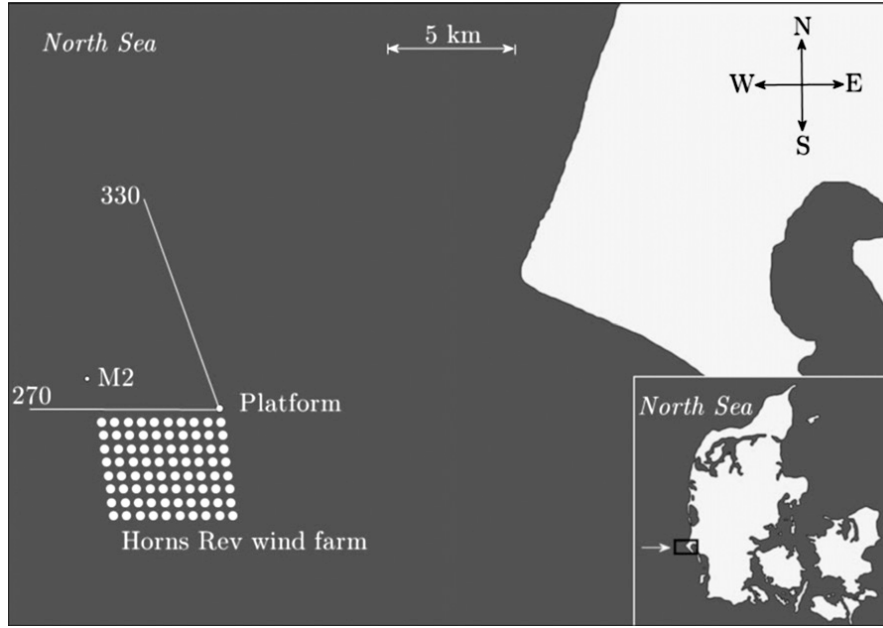 North Sea
5 km
N
W
E
S
330
M2
270
Platform
Horns Rev wind farm
North Sea